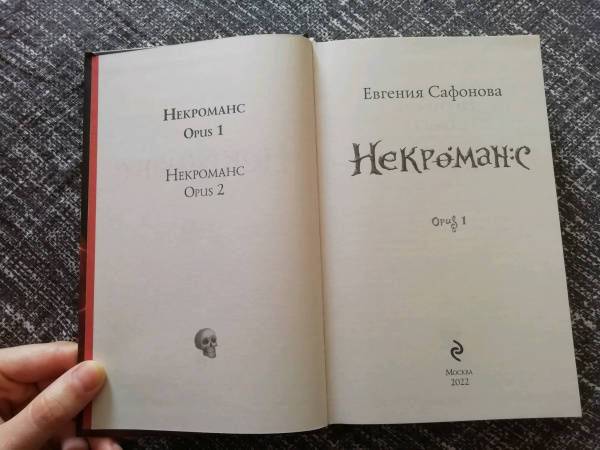 Некроманс
Opus 1
Некроманс
Opus 2
Евгения Сафонова
Некроманс
Opus 1
Москва
2022